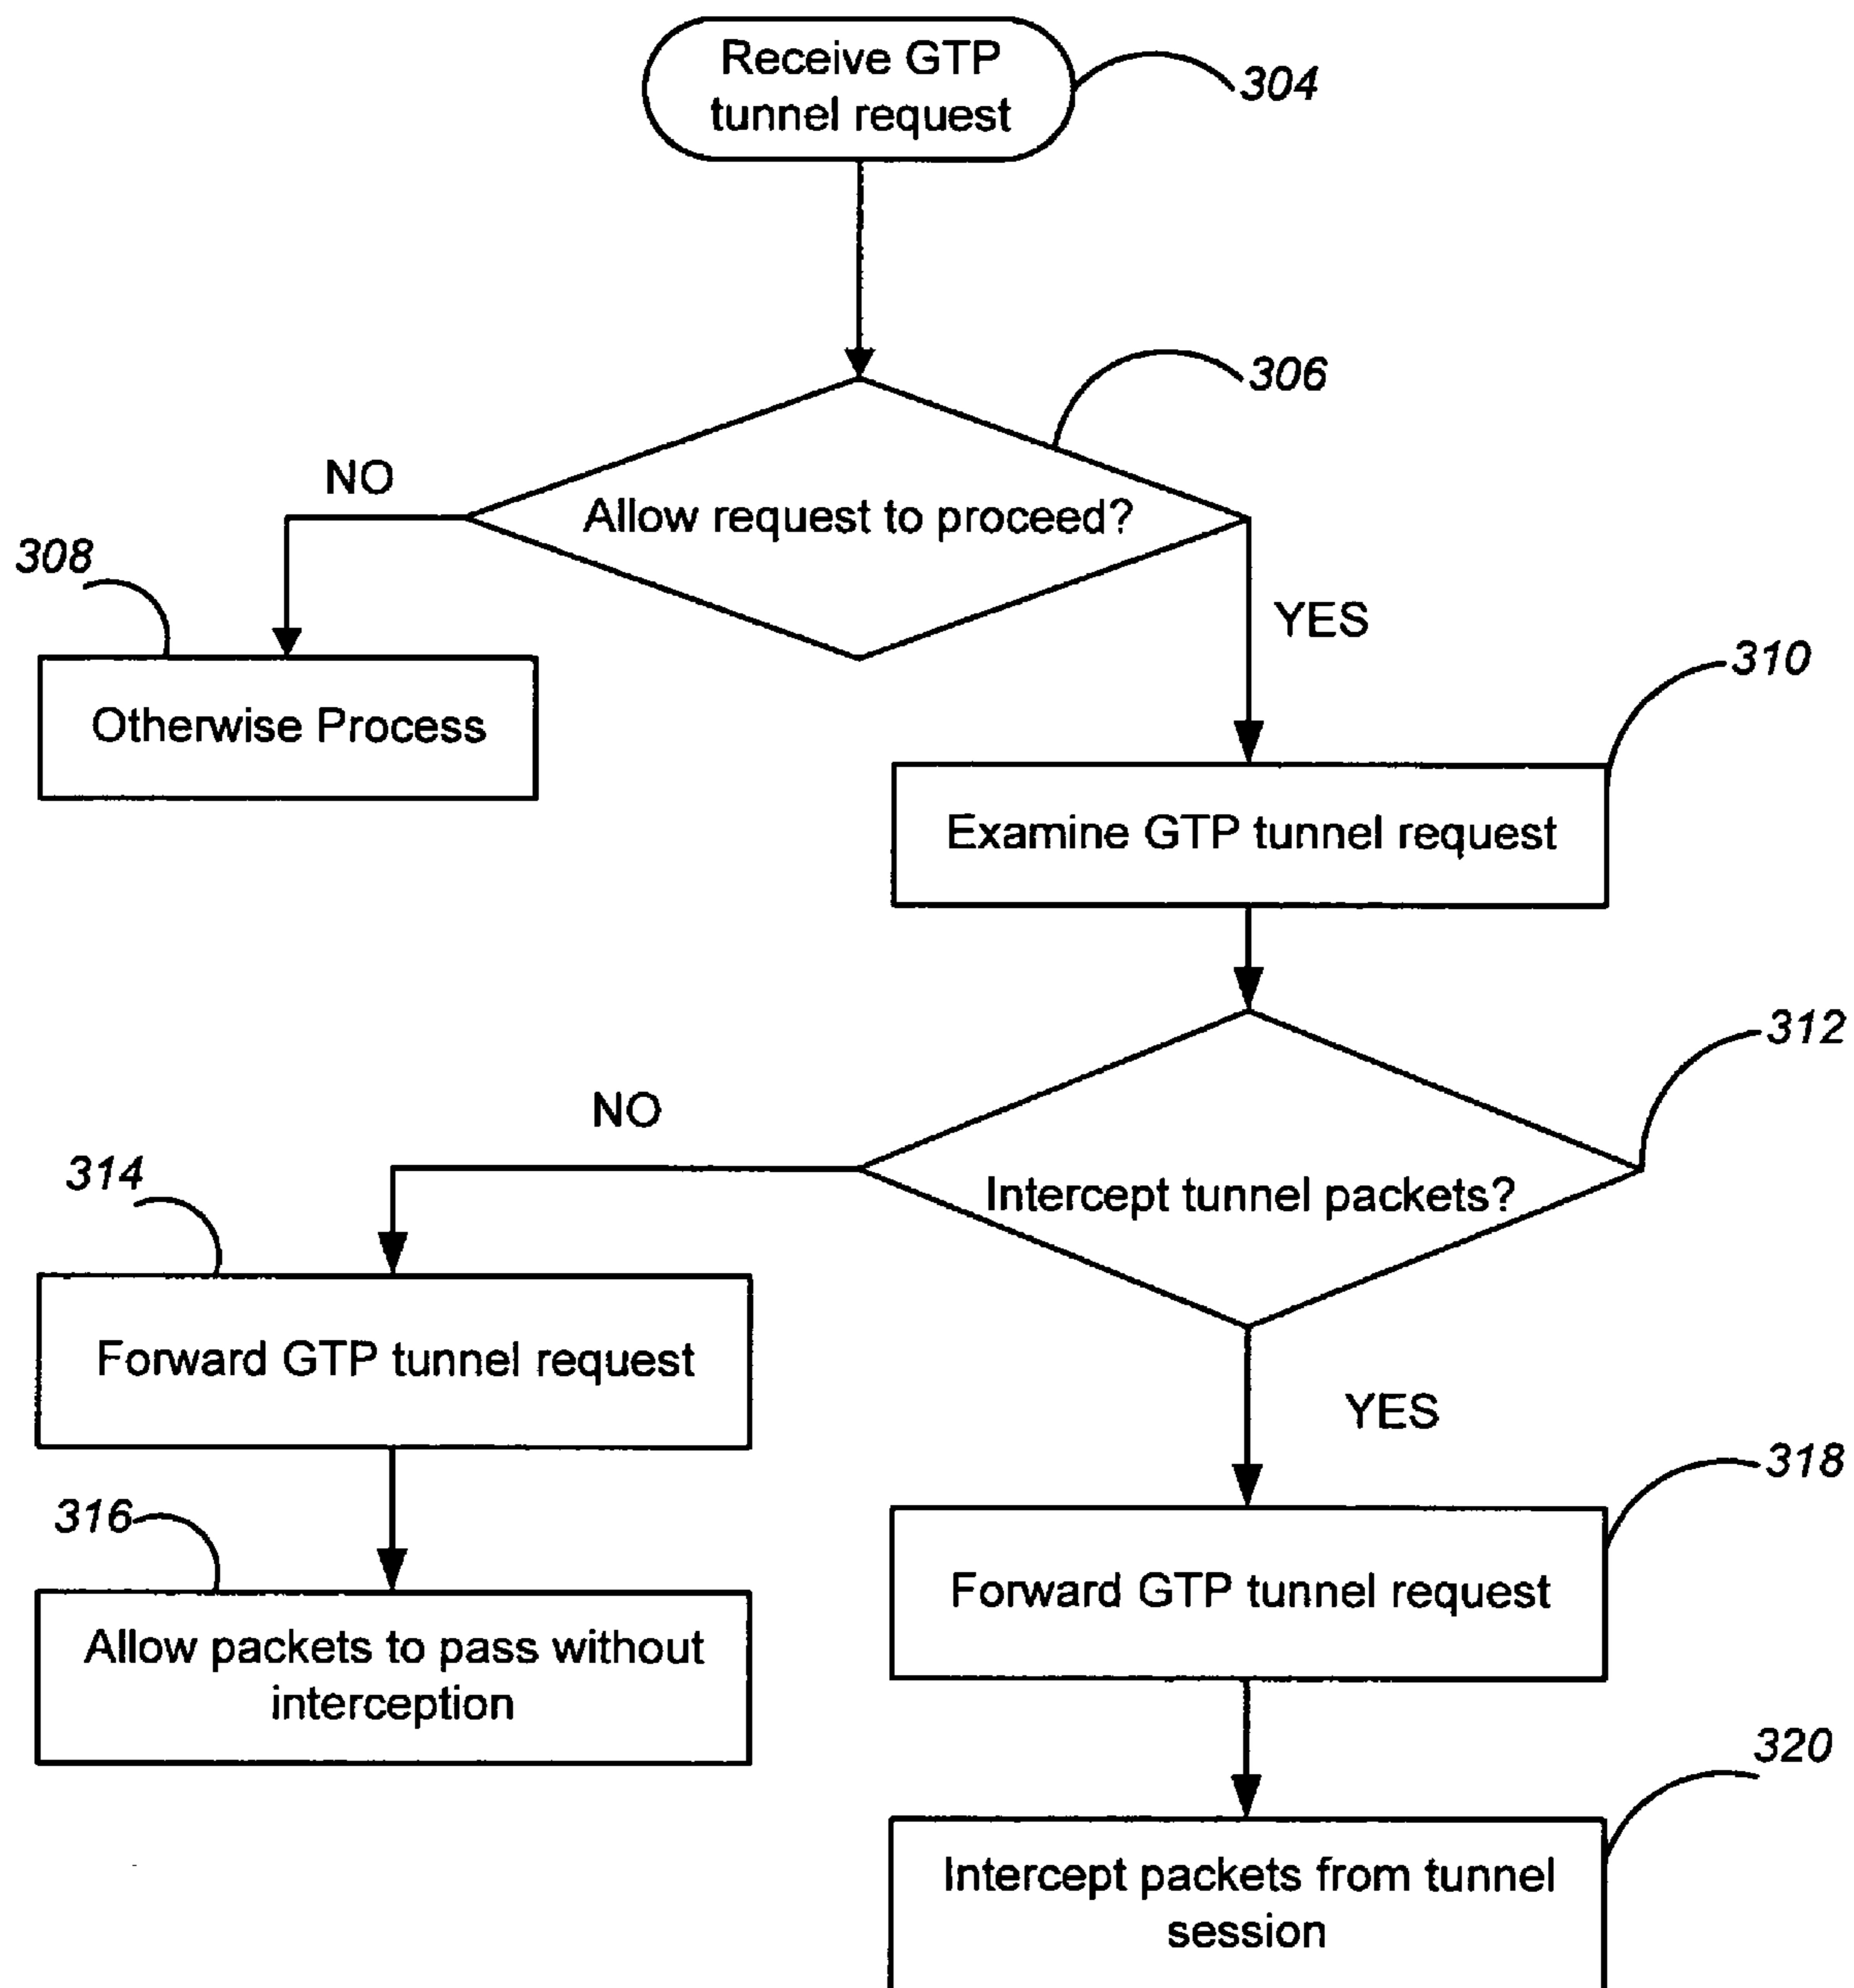 Receive GTP
tunnel request
304
306
NO
Allow request to proceed?
308
YES
310
Otherwise Process
Examine GTP tunnel request
312
NO
314
Intercept tunnel packets?
Forward GTP tunnel request
YES
318
316
Forward GTP tunnel request
Allow packets to pass without
interception
320
Intercept packets from tunnel
session